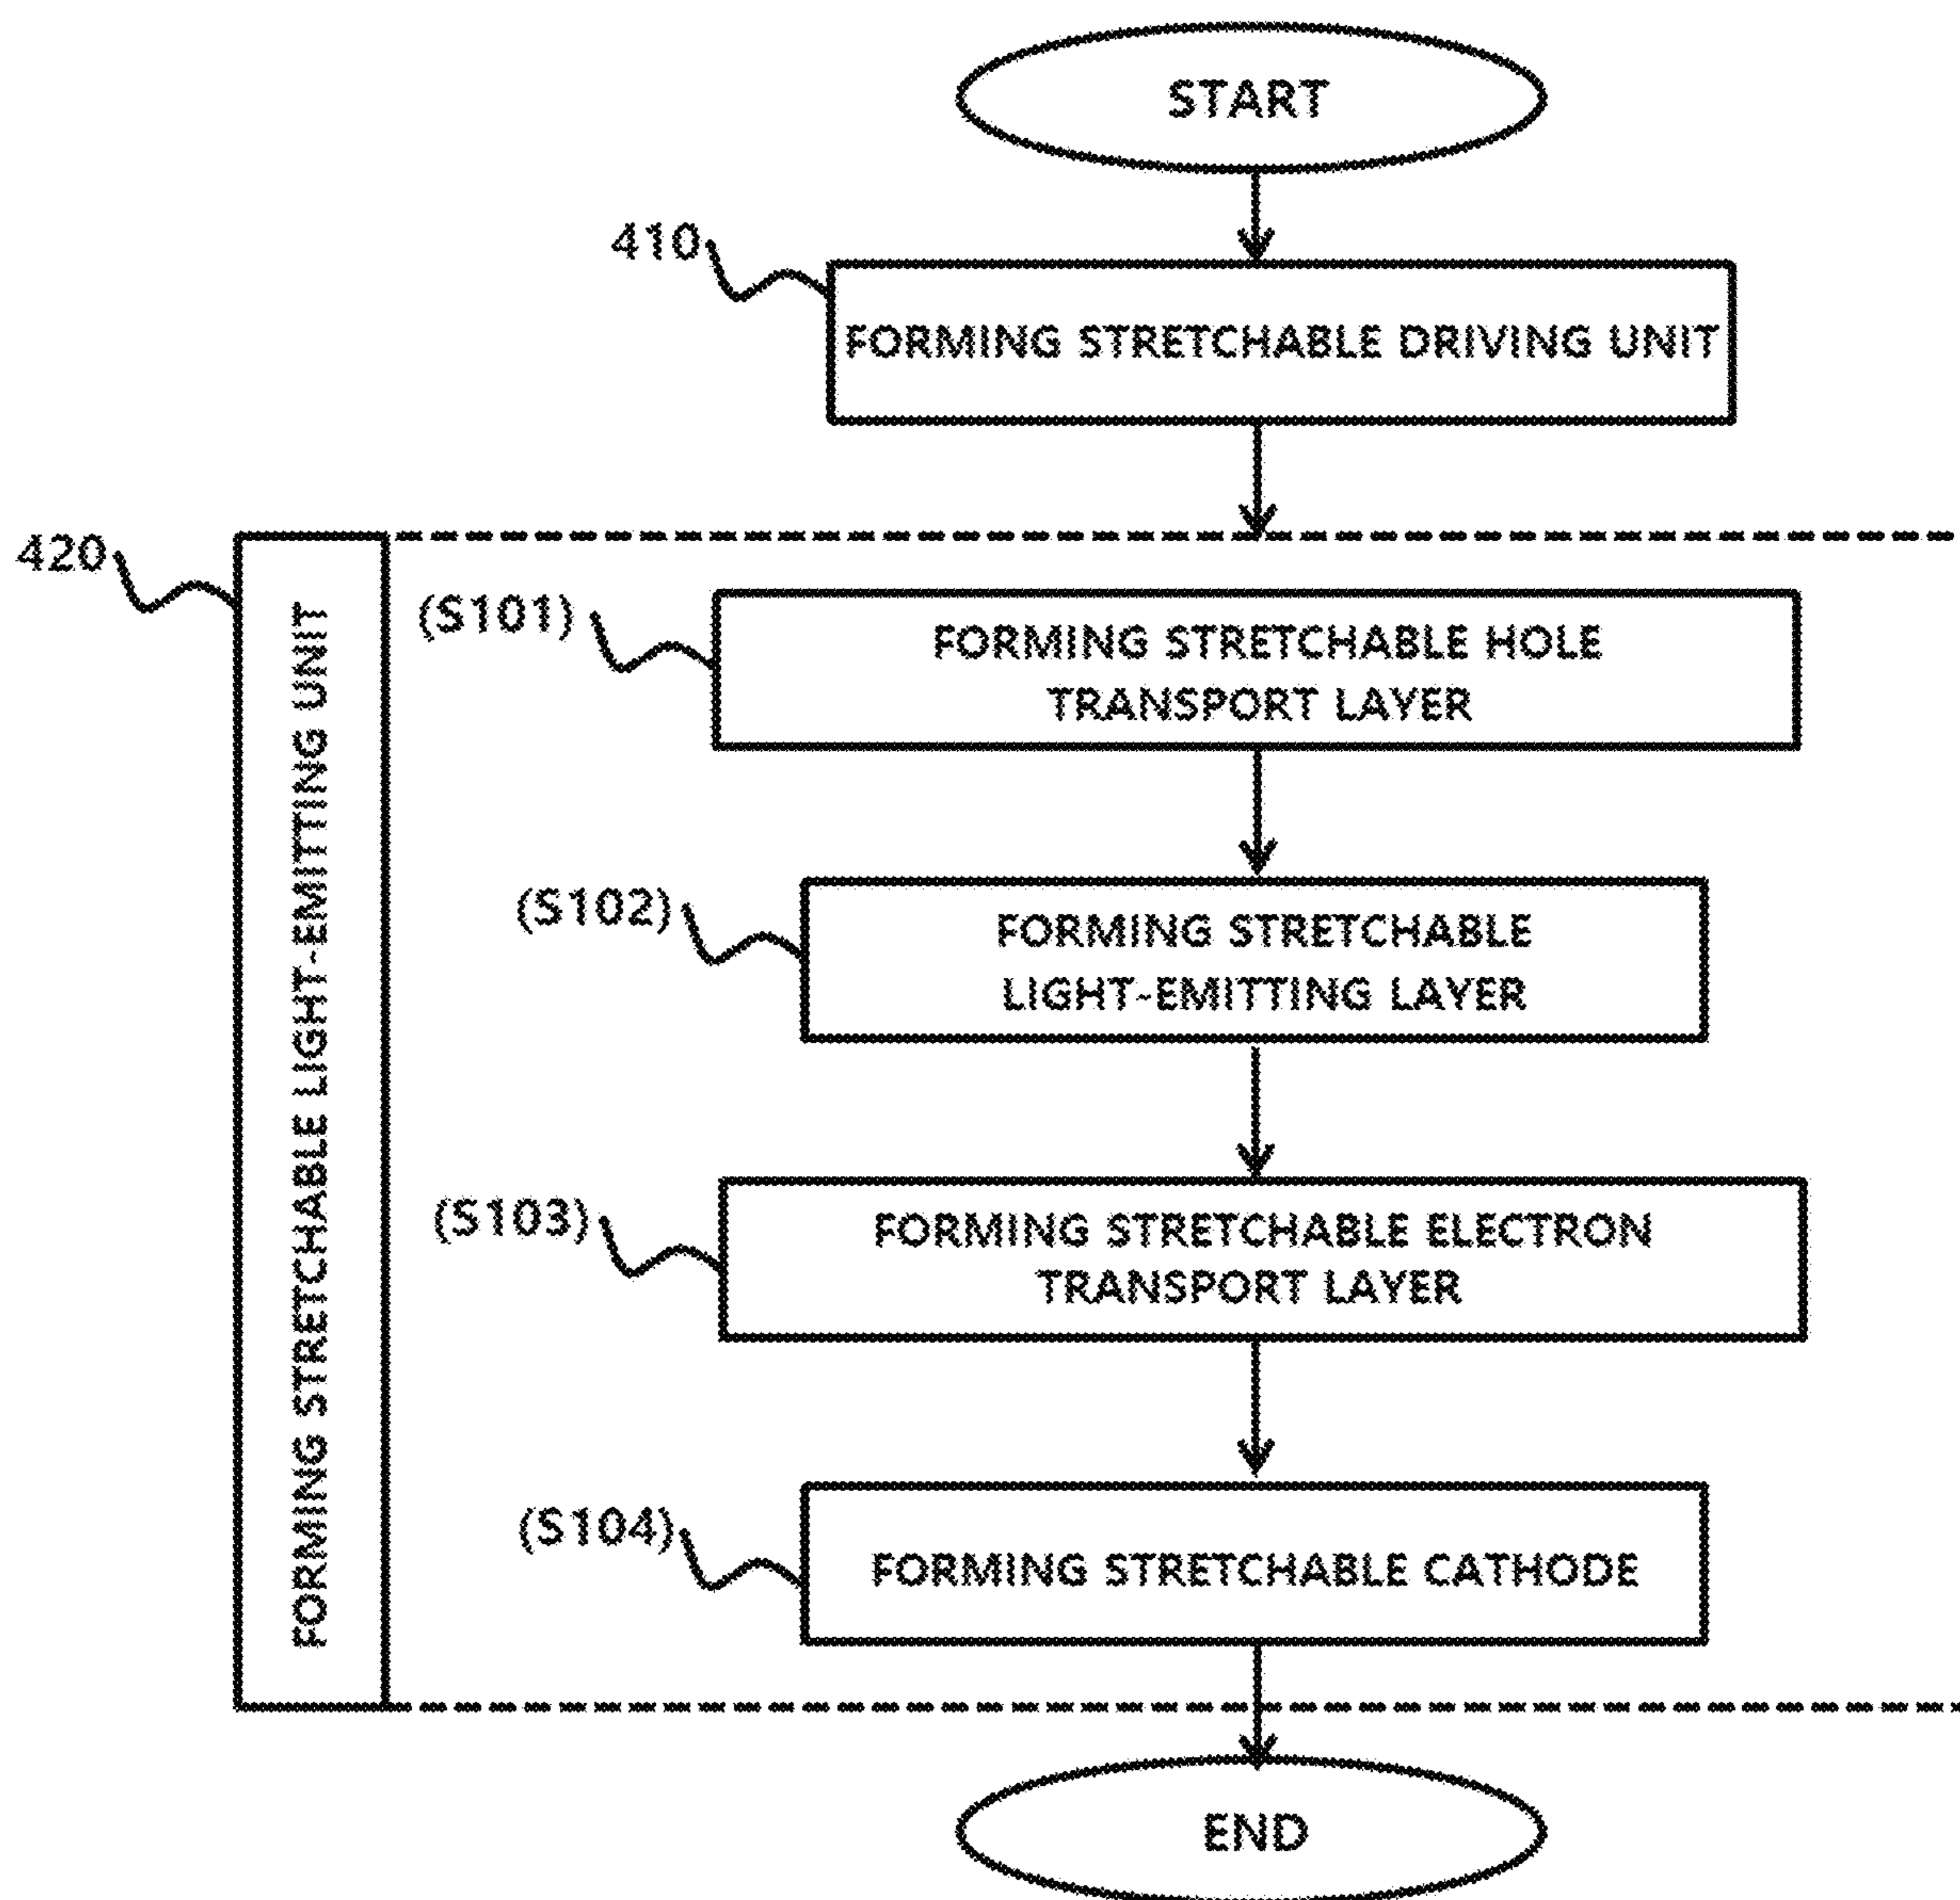 START
410
FORMING STRETCHABLE DRIVING UNIT
420
FORMING STRETCHABLE LIGHT-EMITTING UNIT
(S101)
FORMING STRETCHABLE HOLE
TRANSPORT LAYER
(S102)
FORMING STRETCHABLE
LIGHT-EMITTING LAYER
(S103)
FORMING STRETCHABLE ELECTRON
TRANSPORT LAYER
(S104)
FORMING STRETCHABLE CATHODE
END